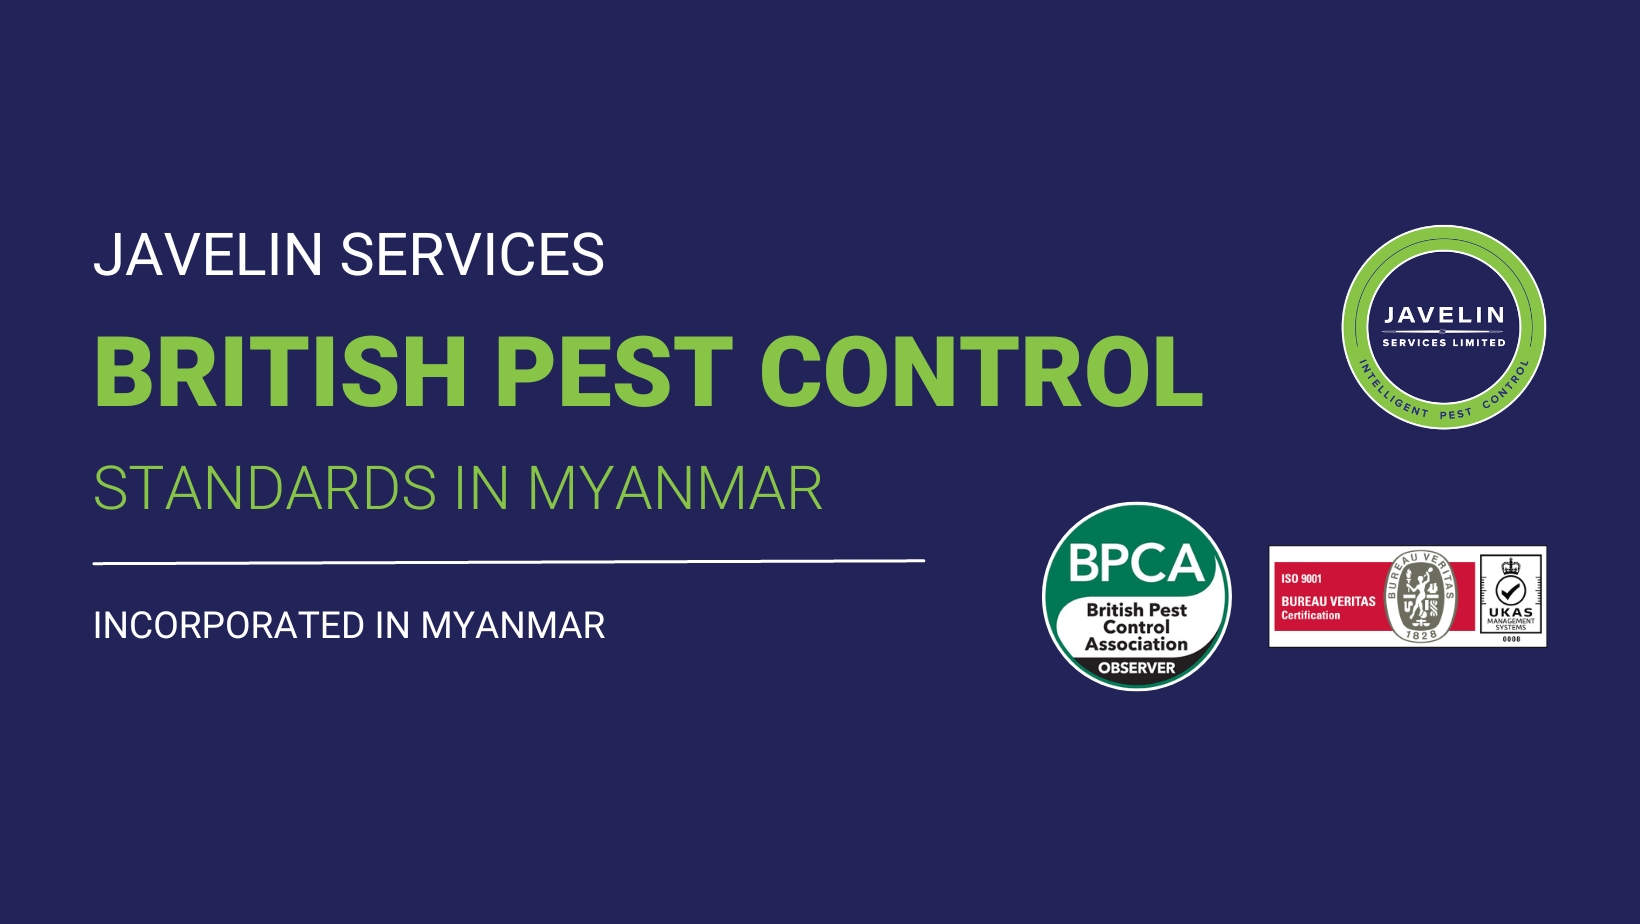 JAVELIN SERVICES
BRITISH PEST CONTROL
STANDARDS IN MYANMAR
INCORPORATED IN MYANMAR
JAVELIN
SERVICES LIMITED
INTELLIGENT PEST CONTROL
BPCA
British Pest
Control
Association
OBSERVER
ISO 9001
BUREAU VERITAS
Certification
BUREAU VERITAS
1828
UKAS
MANAGEMENT
SYSTEMS
0008